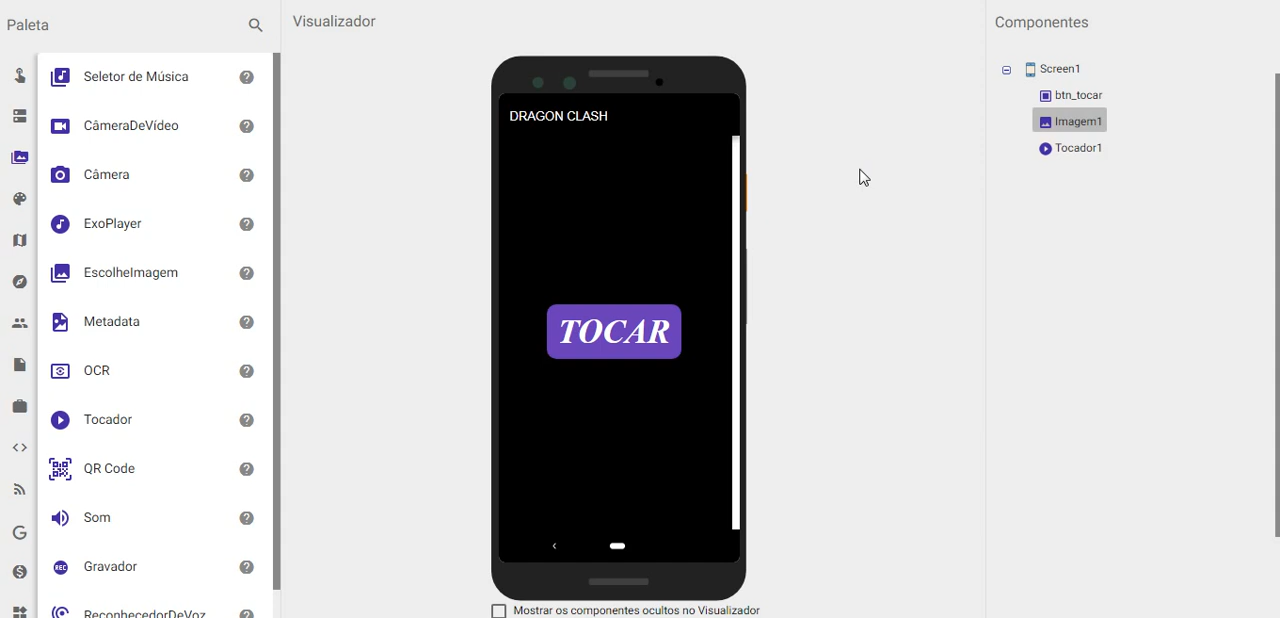 Paleta
Seletor de Música
CâmeraDeVídeo
Câmera
ExoPlayer
EscolheImagem
Metadata
OCR
Tocador
QR Code
Som
REC
Gravador
ReconhecedorDeVoz
Visualizador
DRAGON CLASH
TOCAR
Mostrar os componentes ocultos no Visualizador
Componentes
Screen1
btn_tocar
Imagem1
Tocador1